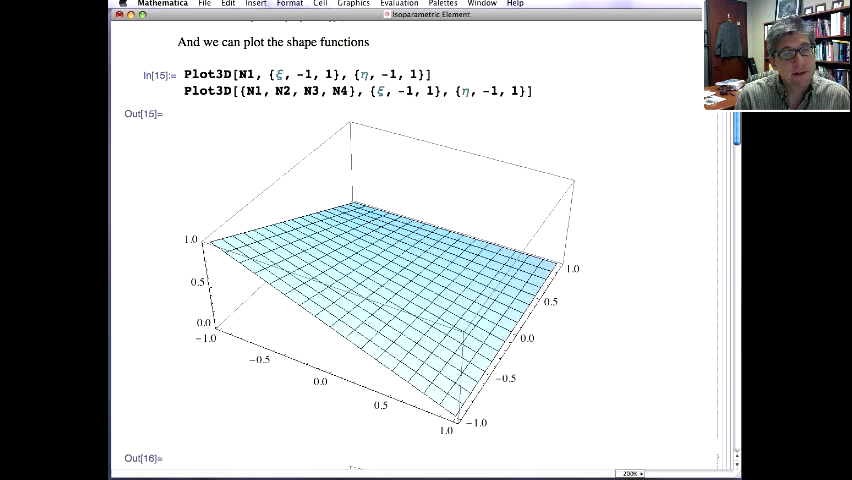 Mathematica File Edit Insert Format Cell Graphics Evaluation Palettes Window Help
Isoparametric Element
And we can plot the shape functions
In[15]:= Plot3D[N1, {ξ, -1, 1}, {η, -1, 1}]
Plot3D[{N1, N2, N3, N4}, {ξ, -1, 1}, {η, -1, 1}]
Out[15]=
1.0
0.5
0.0
-1.0
-0.5
0.0
0.5
1.0
1.0
0.5
0.0
-0.5
-1.0
Out[16]=
200%